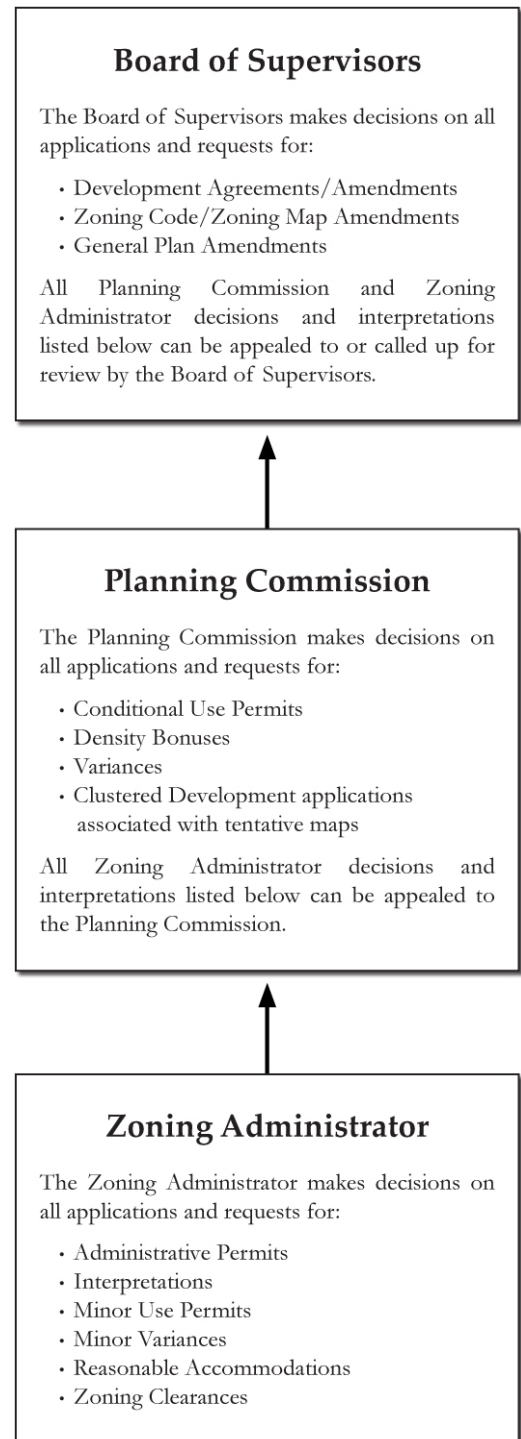 Board of Supervisors
The Board of Supervisors makes decisions on all
applications and requests for:
• Development Agreements/Amendments
• Zoning Code/Zoning Map Amendments
• General Plan Amendments
All Planning Commission and Zoning
Administrator decisions and interpretations
listed below can be appealed to or called up for
review by the Board of Supervisors.
Planning Commission
The Planning Commission makes decisions on
all applications and requests for:
• Conditional Use Permits
• Density Bonuses
• Variances
• Clustered Development applications
associated with tentative maps
All Zoning Administrator decisions and
interpretations listed below can be appealed to
the Planning Commission.
Zoning Administrator
The Zoning Administrator makes decisions on
all applications and requests for:
• Administrative Permits
• Interpretations
• Minor Use Permits
• Minor Variances
• Reasonable Accommodations
• Zoning Clearances